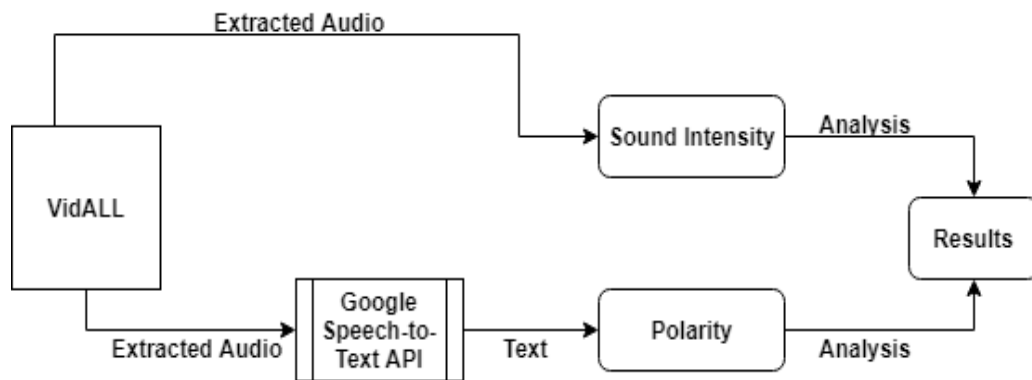 Extracted Audio
Sound Intensity
Analysis
VidALL
Results
Google
Speech-to-
Text API
Extracted Audio
Text
Polarity
Analysis